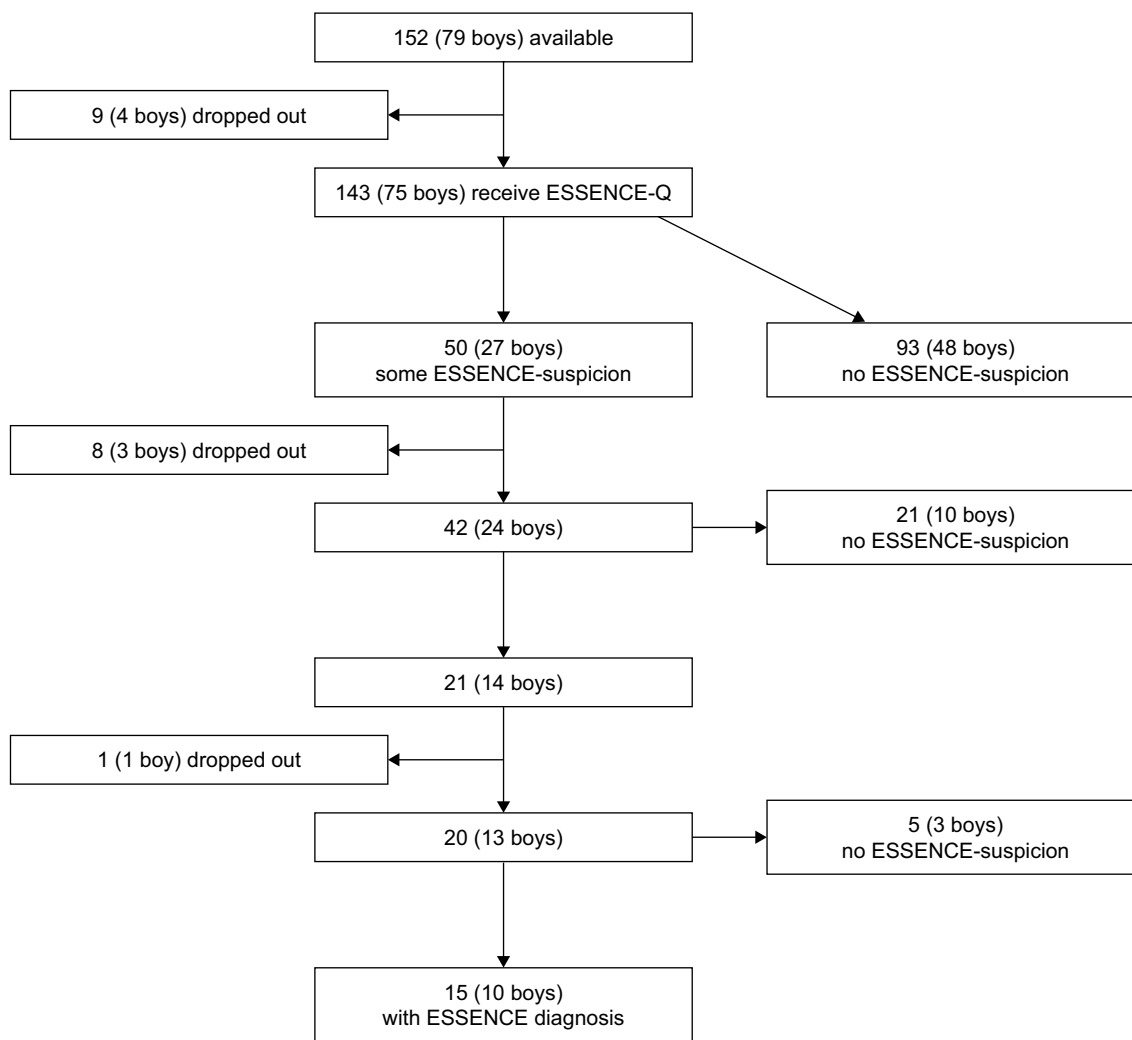 152 (79 boys) available
9 (4 boys) dropped out
143 (75 boys) receive ESSENCE-Q
50 (27 boys)
some ESSENCE-suspicion
93 (48 boys)
no ESSENCE-suspicion
8 (3 boys) dropped out
42 (24 boys)
21 (10 boys)
no ESSENCE-suspicion
21 (14 boys)
1 (1 boy) dropped out
20 (13 boys)
5 (3 boys)
no ESSENCE-suspicion
15 (10 boys)
with ESSENCE diagnosis